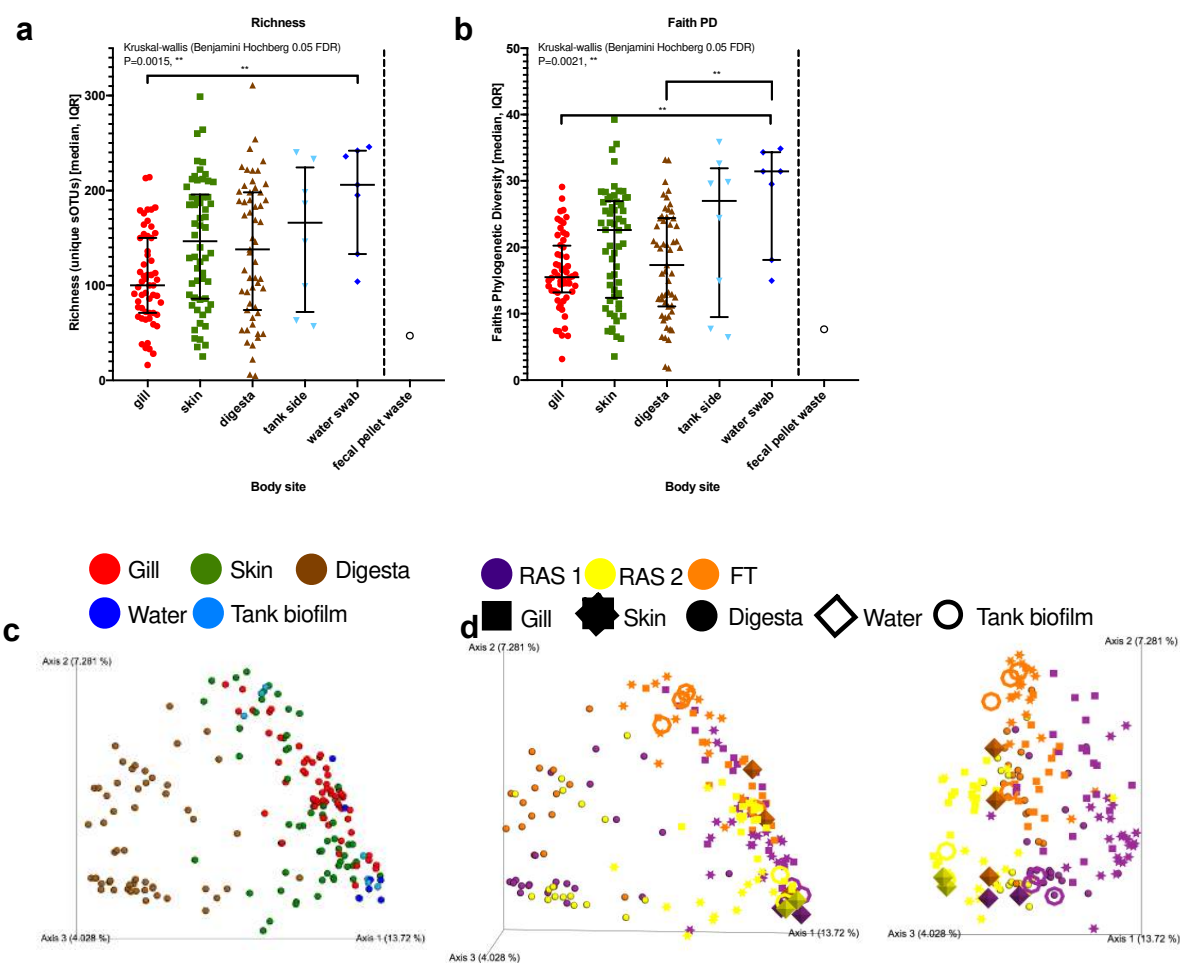 a
Richness
Kruskal-wallis (Benjamini Hochberg 0.05 FDR)
P=0.0015, **
**
Richness (unique sOTUs) [median, IQR]
300
200
100
0
gill
skin
digesta
tank side
water swab
fecal pellet waste
Body site
b
Faith PD
Kruskal-wallis (Benjamini Hochberg 0.05 FDR)
P=0.0021, **
**
**
Faiths Phylogenetic Diversity [median, IQR]
50
40
30
20
10
0
gill
skin
digesta
tank side
water swab
fecal pellet waste
Body site
Gill
Skin
Digesta
Water
Tank biofilm
RAS 1
RAS 2
FT
Gill
Skin
Digesta
Water
Tank biofilm
c
Axis 2 (7.281 %)
Axis 3 (4.028 %)
Axis 1 (13.72 %)
d
Axis 2 (7.281 %)
Axis 1 (13.72 %)
Axis 3 (4.028 %)
Axis 2 (7.281 %)
Axis 3 (4.028 %)
Axis 1 (13.72 %)